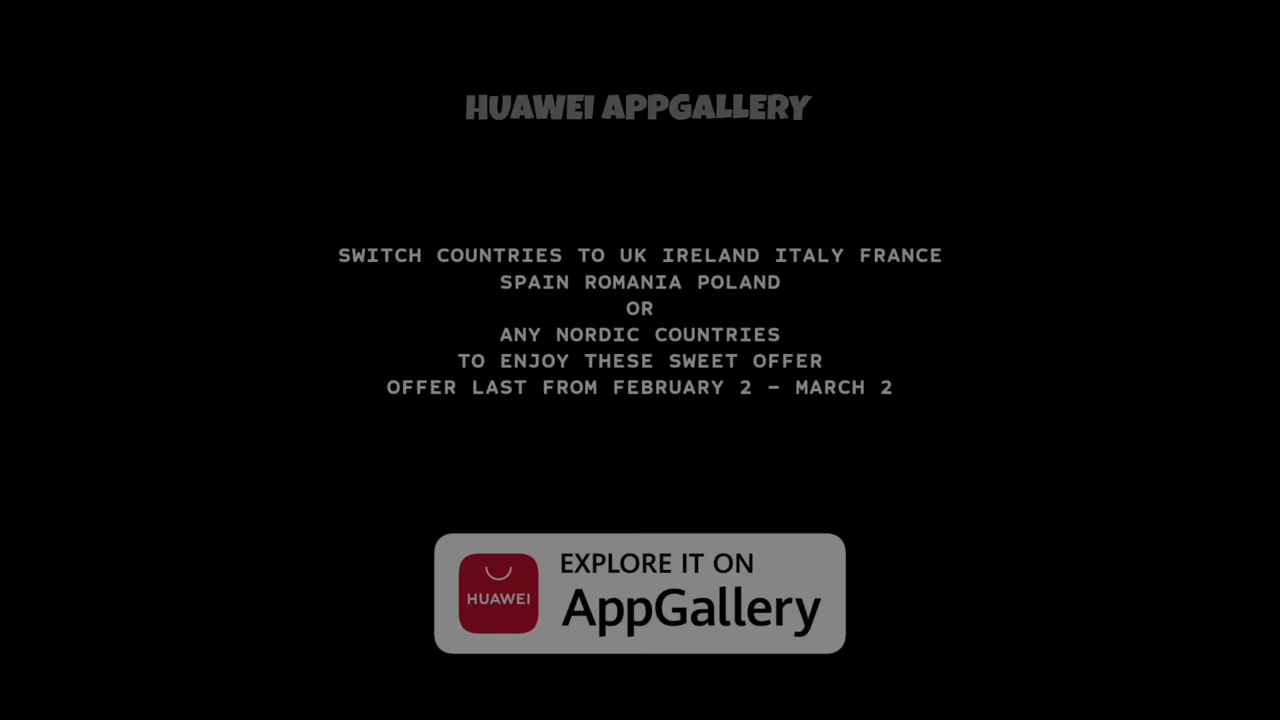 HUAWEI APPGALLERY
SWITCH COUNTRIES TO UK IRELAND ITALY FRANCE
SPAIN ROMANIA POLAND
OR
ANY NORDIC COUNTRIES
TO ENJOY THESE SWEET OFFER
OFFER LAST FROM FEBRUARY 2 - MARCH 2
EXPLORE IT ON
HUAWEI
AppGallery